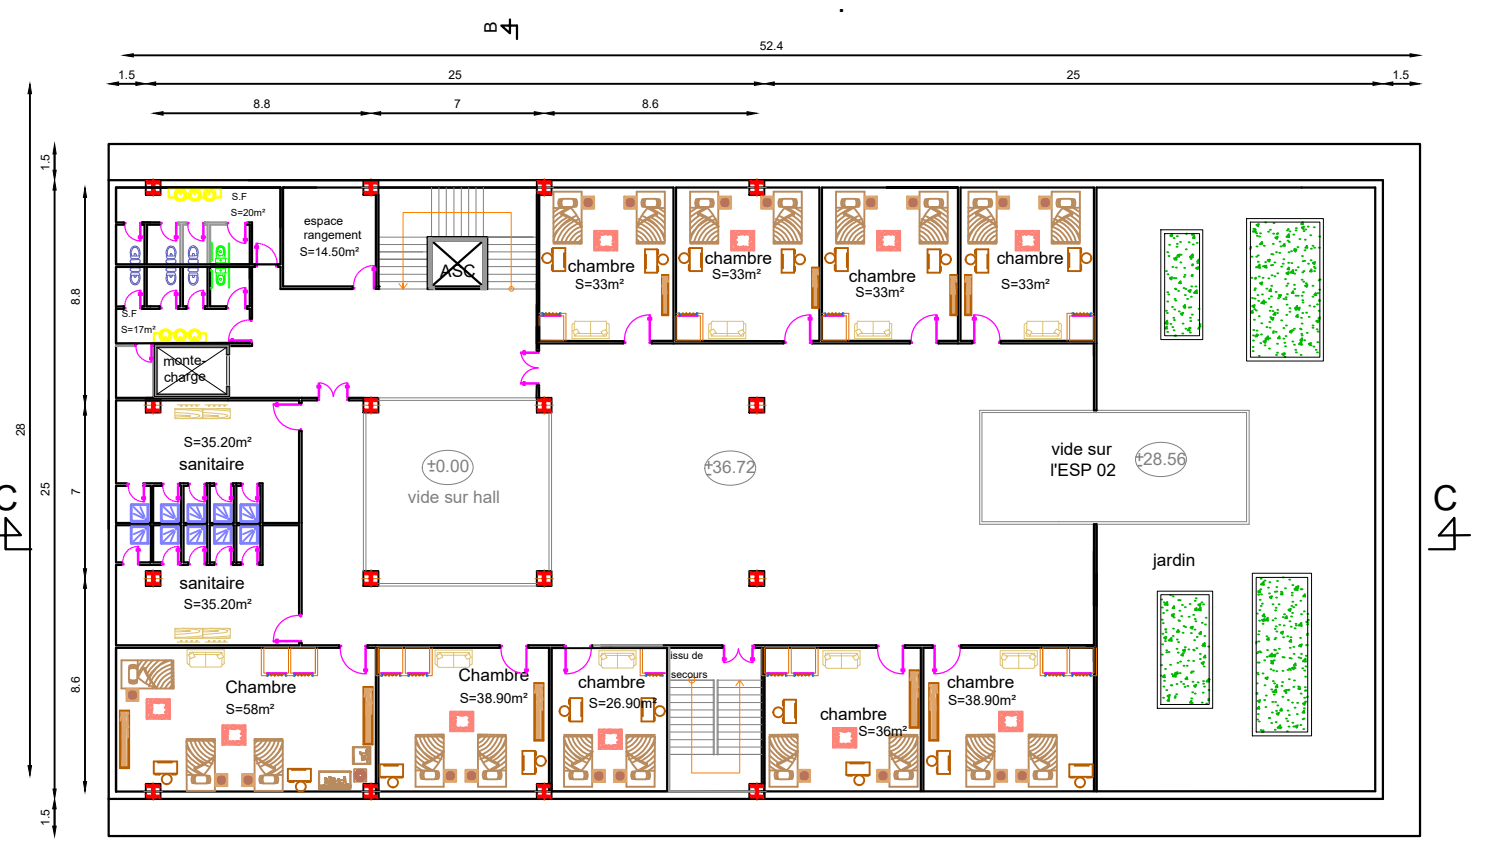 B
52.4
1.5
25
25
1.5
8.8
7
8.6
1.5
8.8
28
25
7
8.6
1.5
S.F
S=20m²
espace
rangement
S=14.50m²
ASC
chambre
S=33m²
chambre
S=33m²
chambre
S=33m²
chambre
S=33m²
S.F
S=17m²
monte-
charge
S=35.20m²
sanitaire
±0.00
vide sur hall
±36.72
vide sur
l'ESP 02
±28.56
C
C
jardin
sanitaire
S=35.20m²
Chambre
S=58m²
Chambre
S=38.90m²
chambre
S=26.90m²
issu de
secours
chambre
S=36m²
chambre
S=38.90m²